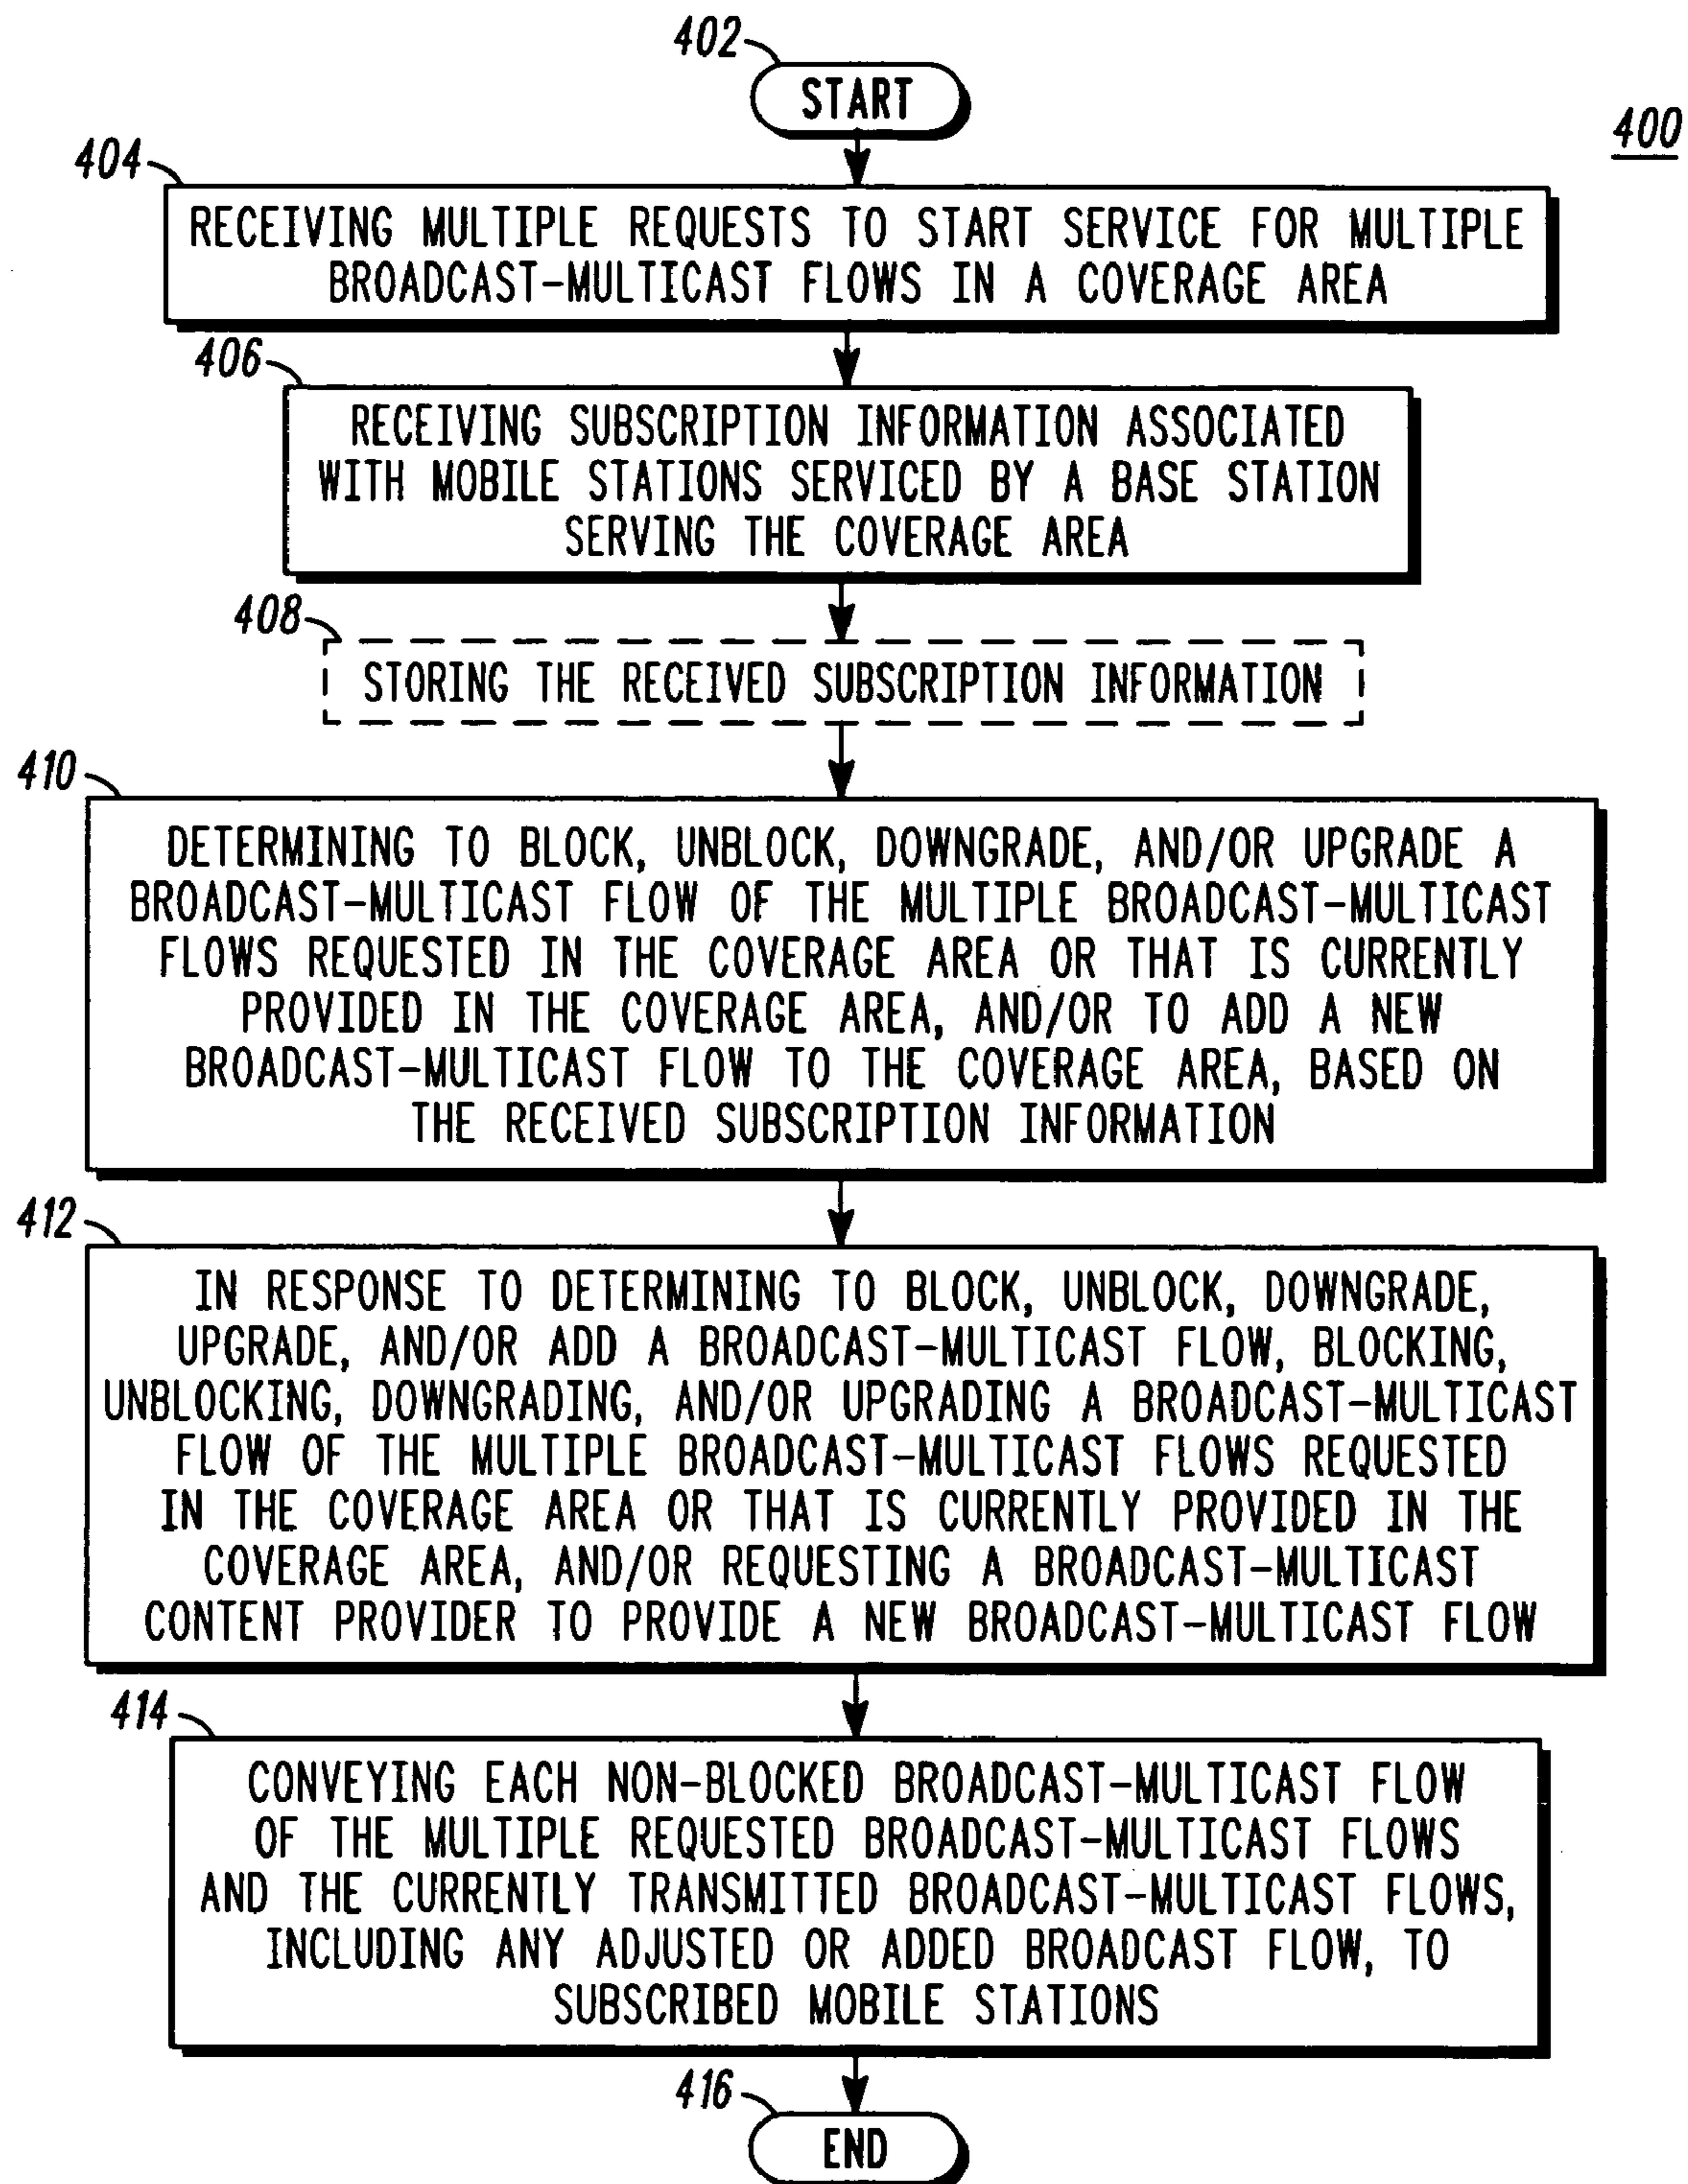 402
START
400
404
RECEIVING MULTIPLE REQUESTS TO START SERVICE FOR MULTIPLE
BROADCAST-MULTICAST FLOWS IN A COVERAGE AREA
406
RECEIVING SUBSCRIPTION INFORMATION ASSOCIATED
WITH MOBILE STATIONS SERVICED BY A BASE STATION
SERVING THE COVERAGE AREA
408
STORING THE RECEIVED SUBSCRIPTION INFORMATION
410
DETERMINING TO BLOCK, UNBLOCK, DOWNGRADE, AND/OR UPGRADE A
BROADCAST-MULTICAST FLOW OF THE MULTIPLE BROADCAST-MULTICAST
FLOWS REQUESTED IN THE COVERAGE AREA OR THAT IS CURRENTLY
PROVIDED IN THE COVERAGE AREA, AND/OR TO ADD A NEW
BROADCAST-MULTICAST FLOW TO THE COVERAGE AREA, BASED ON
THE RECEIVED SUBSCRIPTION INFORMATION
412
IN RESPONSE TO DETERMINING TO BLOCK, UNBLOCK, DOWNGRADE,
UPGRADE, AND/OR ADD A BROADCAST-MULTICAST FLOW, BLOCKING,
UNBLOCKING, DOWNGRADING, AND/OR UPGRADING A BROADCAST-MULTICAST
FLOW OF THE MULTIPLE BROADCAST-MULTICAST FLOWS REQUESTED
IN THE COVERAGE AREA OR THAT IS CURRENTLY PROVIDED IN THE
COVERAGE AREA, AND/OR REQUESTING A BROADCAST-MULTICAST
CONTENT PROVIDER TO PROVIDE A NEW BROADCAST-MULTICAST FLOW
414
CONVEYING EACH NON-BLOCKED BROADCAST-MULTICAST FLOW
OF THE MULTIPLE REQUESTED BROADCAST-MULTICAST FLOWS
AND THE CURRENTLY TRANSMITTED BROADCAST-MULTICAST FLOWS,
INCLUDING ANY ADJUSTED OR ADDED BROADCAST FLOW, TO
SUBSCRIBED MOBILE STATIONS
416
END